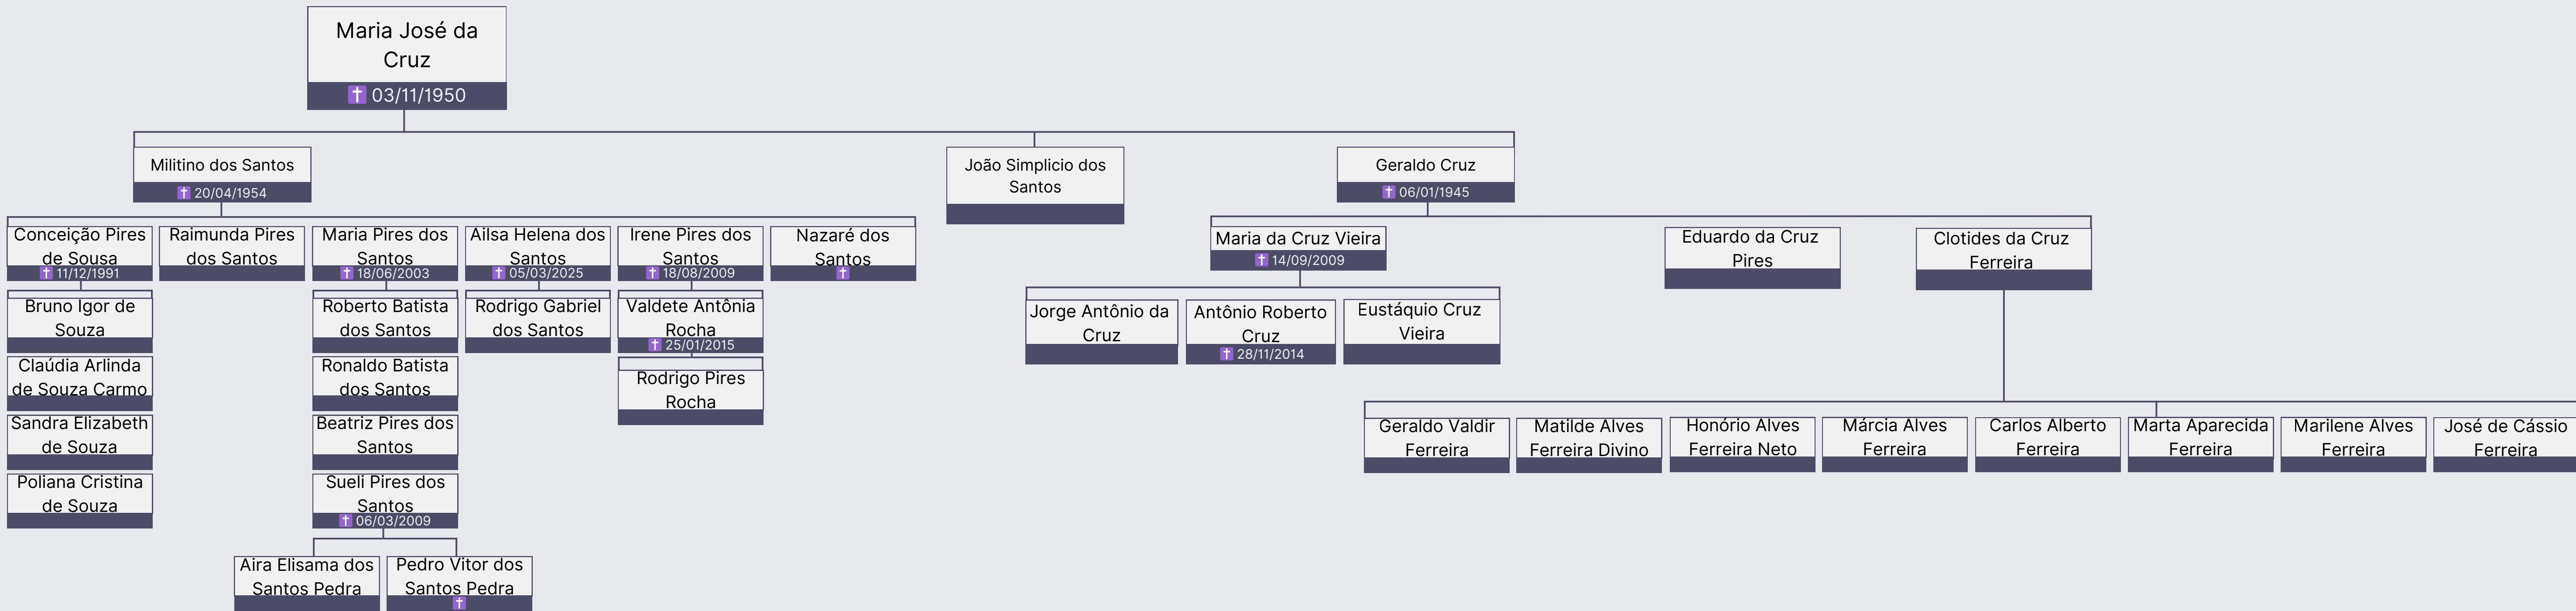 Maria José da
Cruz
✝ 03/11/1950
Militino dos Santos
✝ 20/04/1954
João Simplicio dos
Santos
Geraldo Cruz
✝ 06/01/1945
Conceição Pires
de Sousa
✝ 11/12/1991
Raimunda Pires
dos Santos
Maria Pires dos
Santos
✝ 18/06/2003
Ailsa Helena dos
Santos
✝ 05/03/2025
Irene Pires dos
Santos
✝ 18/08/2009
Nazaré dos
Santos
✝
Maria da Cruz Vieira
✝ 14/09/2009
Eduardo da Cruz
Pires
Clotides da Cruz
Ferreira
Bruno Igor de
Souza
Roberto Batista
dos Santos
Rodrigo Gabriel
dos Santos
Valdete Antônia
Rocha
✝ 25/01/2015
Jorge Antônio da
Cruz
Antônio Roberto
Cruz
✝ 28/11/2014
Eustáquio Cruz
Vieira
Claúdia Arlinda
de Souza Carmo
Ronaldo Batista
dos Santos
Rodrigo Pires
Rocha
Sandra Elizabeth
de Souza
Beatriz Pires dos
Santos
Geraldo Valdir
Ferreira
Matilde Alves
Ferreira Divino
Honório Alves
Ferreira Neto
Márcia Alves
Ferreira
Carlos Alberto
Ferreira
Marta Aparecida
Ferreira
Marilene Alves
Ferreira
José de Cássio
Ferreira
Poliana Cristina
de Souza
Sueli Pires dos
Santos
✝ 06/03/2009
Aira Elisama dos
Santos Pedra
Pedro Vitor dos
Santos Pedra
✝